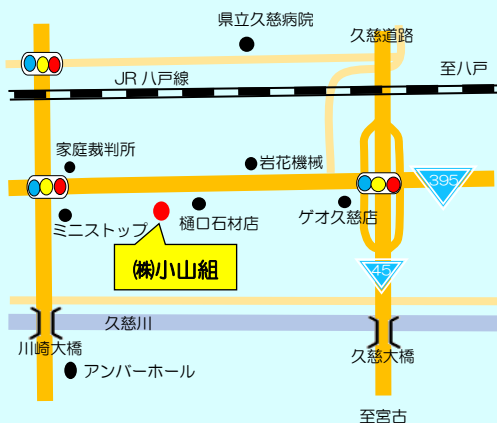 県立久慈病院
久慈道路
至八戸
JR 八戸線
家庭裁判所
岩花機械
395
ミニストップ
樋口石材店
ゲオ久慈店
㈱小山組
45
久慈川
川崎大橋
久慈大橋
アンバーホール
至宮古